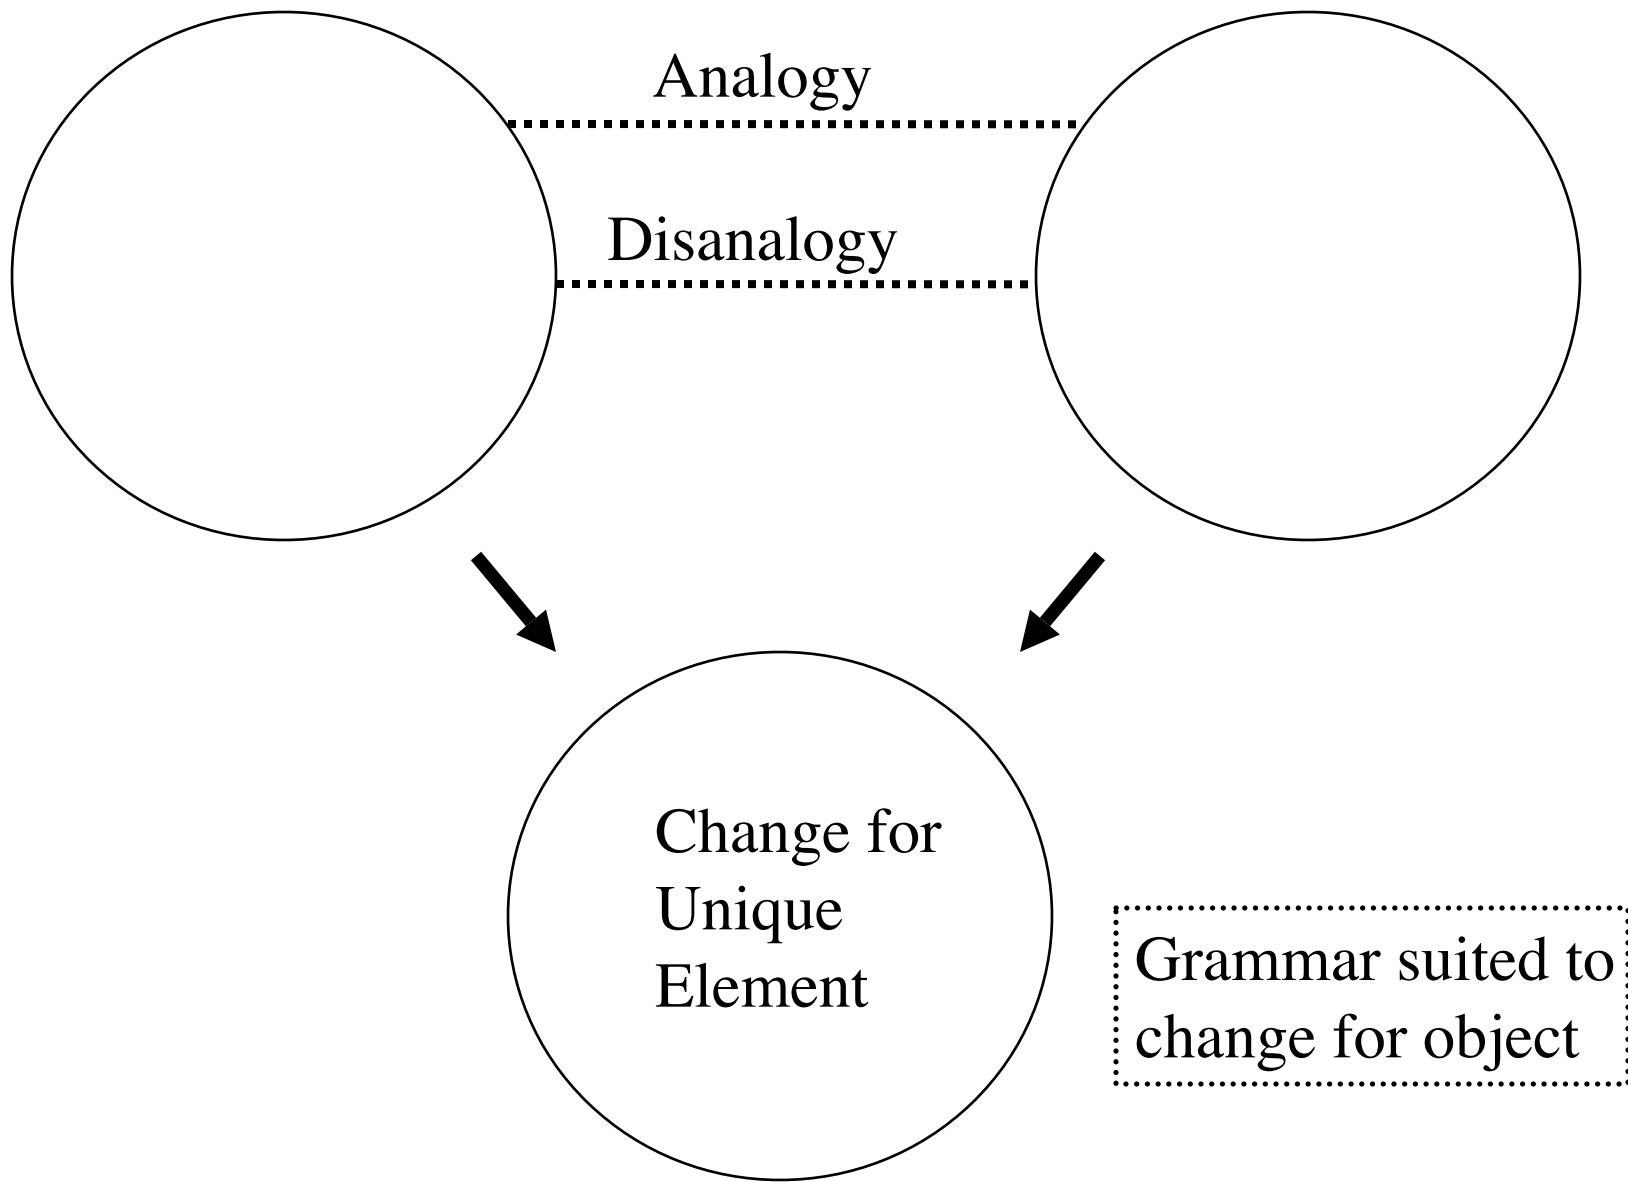 Analogy
Disanalogy
Change for
Unique
Element
Grammar suited to
change for object